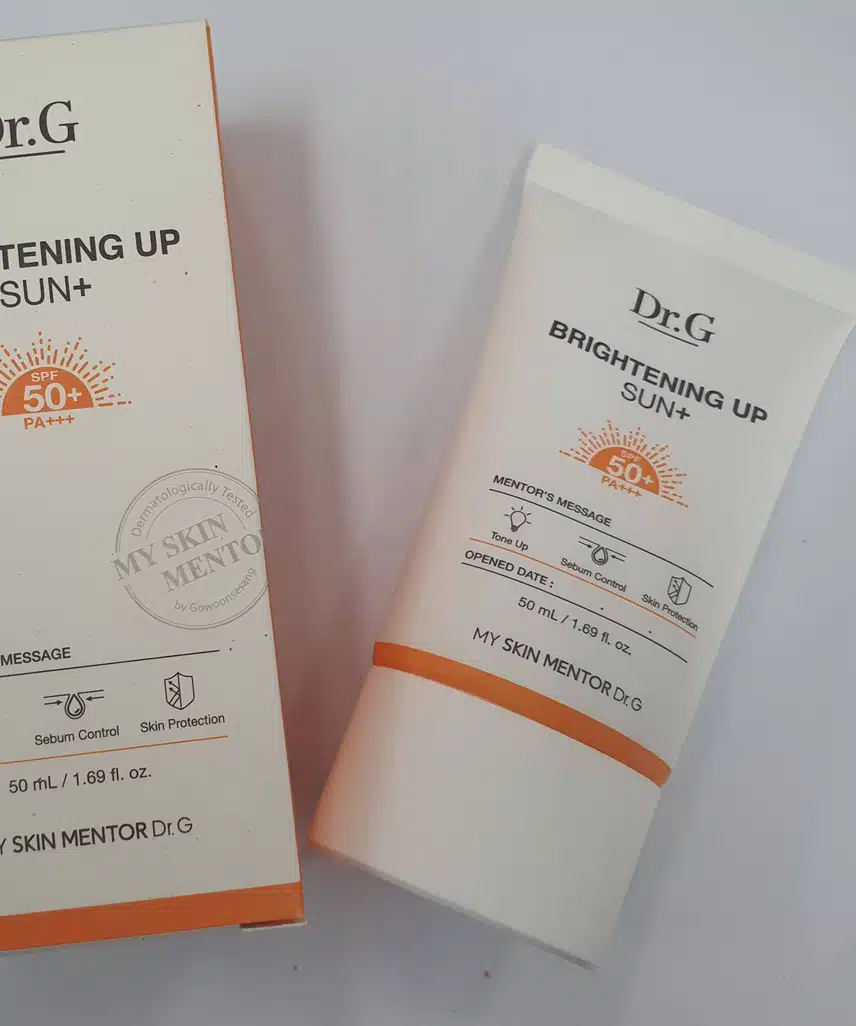 Dr.G
TENING UP
SUN+
SPF
50+
PA+++
Dermatologically Tested
MY SKIN
MENTO
by Gowoonsesang
MESSAGE
Sebum Control
Skin Protection
50 mL / 1.69 fl. oz.
Y SKIN MENTOR Dr.G
Dr.G
BRIGHTENING UP
SUN+
SPF
50+
PA+++
MENTOR'S MESSAGE
Tone Up
Sebum Control
Skin Protection
OPENED DATE :
50 mL / 1.69 fl. oz.
MY SKIN MENTOR Dr.G